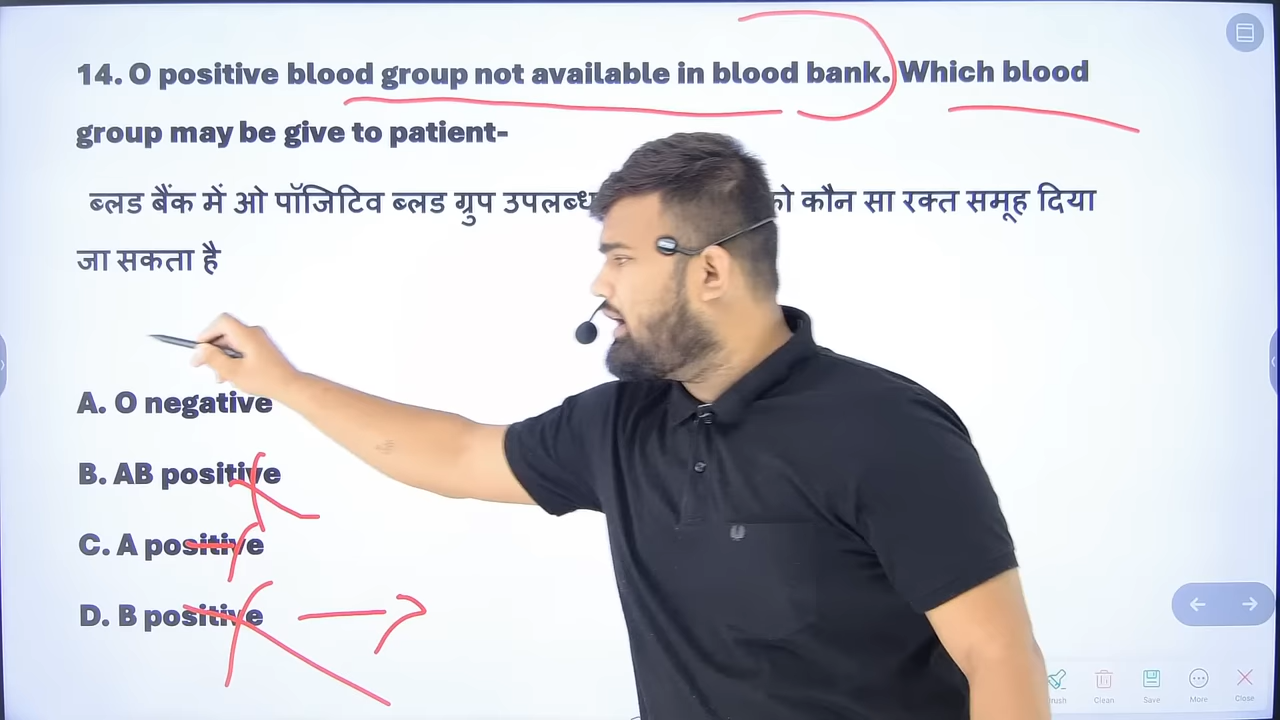 14. O positive blood group not available in blood bank. Which blood
group may be give to patient-
ब्लड बैंक में ओ पॉजिटिव ब्लड ग्रुप उपलब्ध को कौन सा रक्त समूह दिया
जा सकता है
A. O negative
B. AB positive
C. A positive
D. B positive
Clean Save More Close